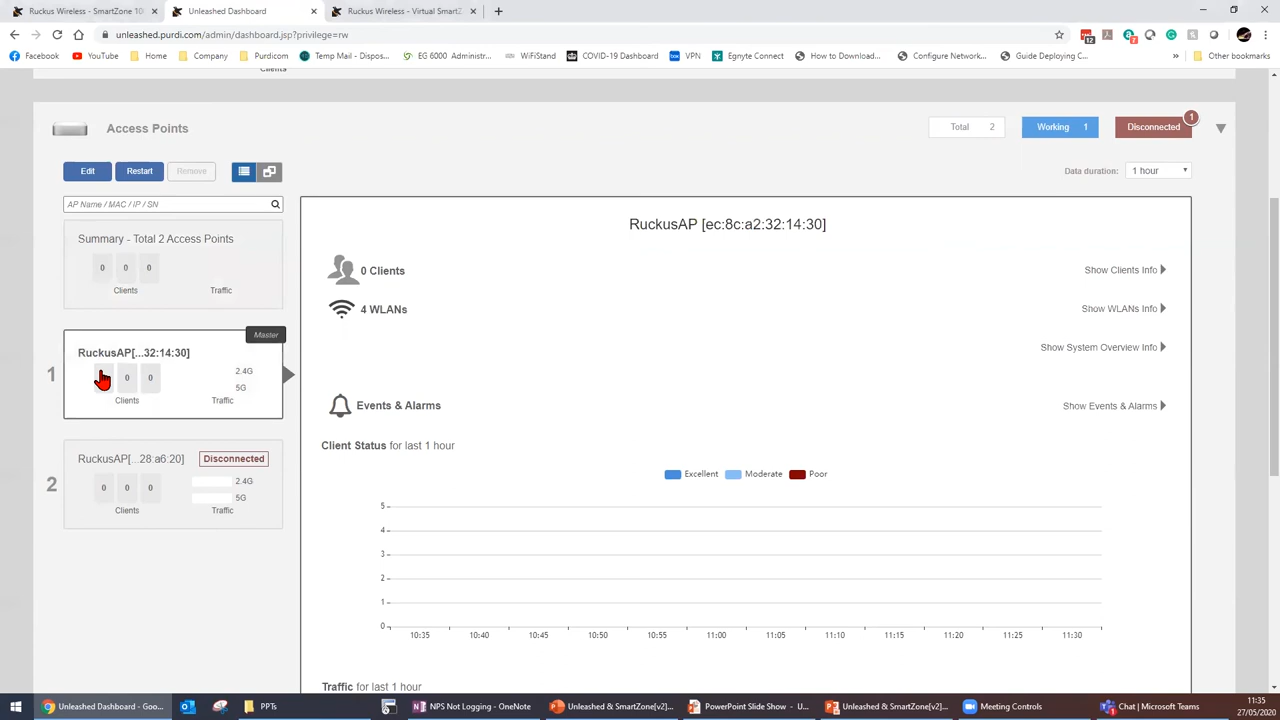 Ruckus Wireless - SmartZone 10
Unleashed Dashboard
Ruckus Wireless - Virtual SmartZ
unleashed.purdi.com/admin/dashboard.jsp?privilege=rw
Facebook YouTube Home Company Purdicom Temp Mail - Dispos... EG 6000 Administr... WiFiStand COVID-19 Dashboard VPN Egnyte Connect How to Download... Configure Network... Guide Deploying C... » Other bookmarks
Clients
Access Points
Total 2
Working 1
Disconnected 1
Edit Restart Remove
Data duration: 1 hour
AP Name / MAC / IP / SN
Summary - Total 2 Access Points
0 0 0
Clients Traffic
Master
1
RuckusAP[...32:14:30]
0 0
2.4G
5G
Clients Traffic
2
RuckusAP[...28:a6:20] Disconnected
0 0 0
2.4G
5G
Clients Traffic
RuckusAP [ec:8c:a2:32:14:30]
0 Clients Show Clients Info
4 WLANs Show WLANs Info
Show System Overview Info
Events & Alarms Show Events & Alarms
Client Status for last 1 hour
Excellent Moderate Poor
5
4
3
2
1
0
10:35 10:40 10:45 10:50 10:55 11:00 11:05 11:10 11:15 11:20 11:25 11:30
Traffic for last 1 hour
Unleashed Dashboard - Goo...
PPTs
NPS Not Logging - OneNote
Unleashed & SmartZone[v2]...
PowerPoint Slide Show - U...
Unleashed & SmartZone[v2]...
Meeting Controls
Chat | Microsoft Teams
11:35
27/05/2020